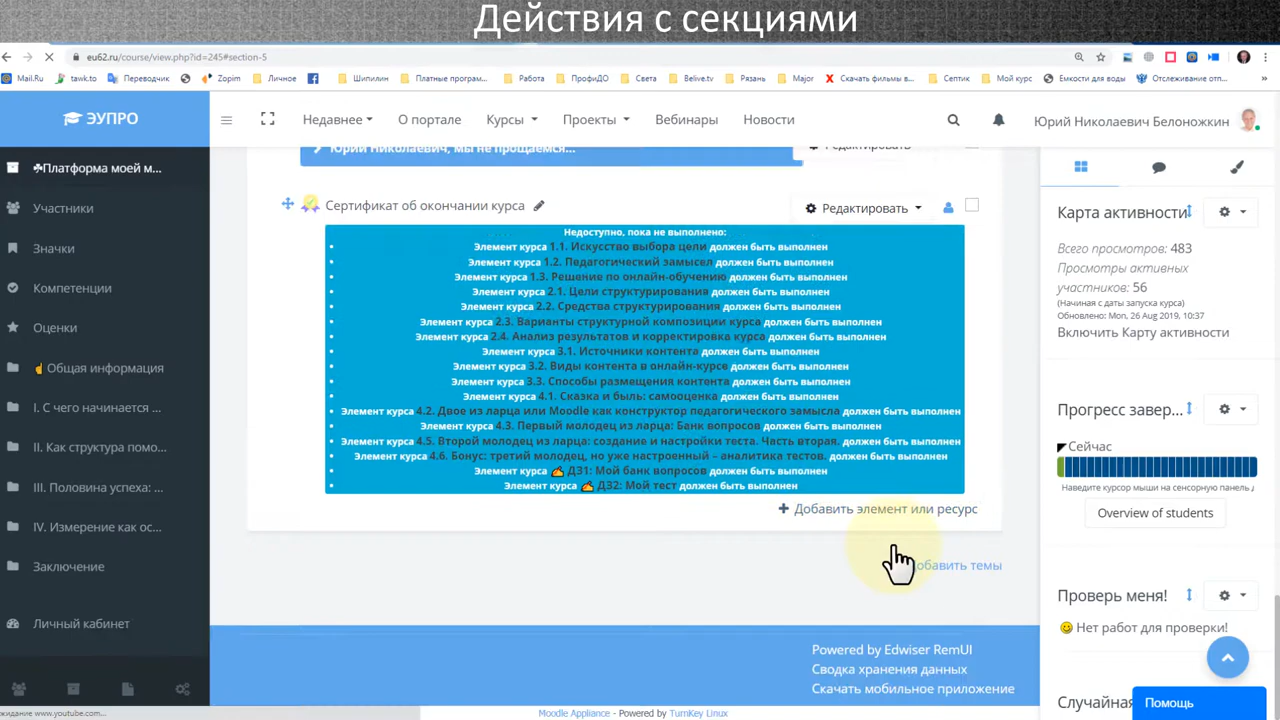 Действия с секциями
eu62.ru/course/view.php?id=245#section-5
Mail.Ru tawk.to Переводчик Zopim Личное Шипилин Платные програм... Работа ПрофиДО Света Belive.tv Рязань Major Скачать фильмы в... Септик Мой курс Емкости для воды Отслеживание отп... »
ЭУПРО
Недавнее О портале Курсы Проекты Вебинары Новости
Юрий Николаевич Белоножкин
☘Платформа моей м...
Участники
Значки
Компетенции
Оценки
☝Общая информация
I. С чего начинается ...
II. Как структура помо...
III. Половина успеха: ...
IV. Измерение как ос...
Заключение
Личный кабинет
Юрий Николаевич, мы не прощаемся...
Редактировать
Сертификат об окончании курса
Редактировать
Недоступно, пока не выполнено:
Элемент курса 1.1. Искусство выбора цели должен быть выполнен
Элемент курса 1.2. Педагогический замысел должен быть выполнен
Элемент курса 1.3. Решение по онлайн-обучению должен быть выполнен
Элемент курса 2.1. Цели структурирования должен быть выполнен
Элемент курса 2.2. Средства структурирования должен быть выполнен
Элемент курса 2.3. Варианты структурной композиции курса должен быть выполнен
Элемент курса 2.4. Анализ результатов и корректировка курса должен быть выполнен
Элемент курса 3.1. Источники контента должен быть выполнен
Элемент курса 3.2. Виды контента в онлайн-курсе должен быть выполнен
Элемент курса 3.3. Способы размещения контента должен быть выполнен
Элемент курса 4.1. Сказка и быль: самооценка должен быть выполнен
Элемент курса 4.2. Двое из ларца или Moodle как конструктор педагогического замысла должен быть выполнен
Элемент курса 4.3. Первый молодец из ларца: Банк вопросов должен быть выполнен
Элемент курса 4.5. Второй молодец из ларца: создание и настройки теста. Часть вторая. должен быть выполнен
Элемент курса 4.6. Бонус: третий молодец, но уже настроенный – аналитика тестов. должен быть выполнен
Элемент курса ✍ ДЗ1: Мой банк вопросов должен быть выполнен
Элемент курса ✍ ДЗ2: Мой тест должен быть выполнен
+ Добавить элемент или ресурс
обавить темы
Карта активности
Всего просмотров: 483
Просмотры активных
участников: 56
(Начиная с даты запуска курса)
Обновлено: Mon, 26 Aug 2019, 10:37
Включить Карту активности
Прогресс завер...
Сейчас
Наведите курсор мыши на сенсорную панель д
Overview of students
Проверь меня!
Нет работ для проверки!
Случайная
Помощь
Powered by Edwiser RemUI
Сводка хранения данных
Скачать мобильное приложение
жидание www.youtube.com...
Moodle Appliance - Powered by TurnKey Linux